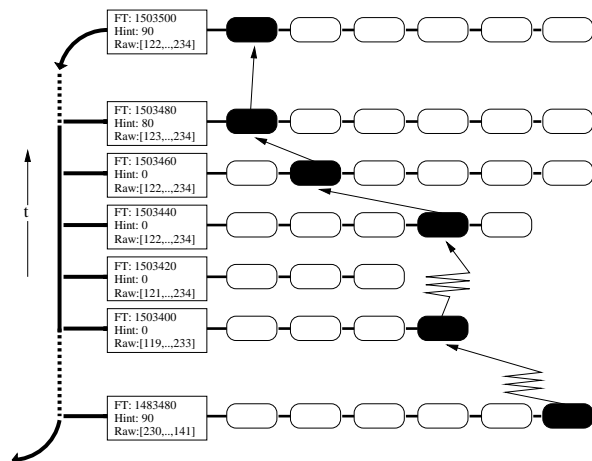 FT: 1503500
Hint: 90
Raw:[122,..,234]
FT: 1503480
Hint: 80
Raw:[123,..,234]
FT: 1503460
Hint: 0
Raw:[122,..,234]
t
FT: 1503440
Hint: 0
Raw:[122,..,234]
FT: 1503420
Hint: 0
Raw:[121,..,234]
FT: 1503400
Hint: 0
Raw:[119,..,233]
FT: 1483480
Hint: 90
Raw:[230,..,141]